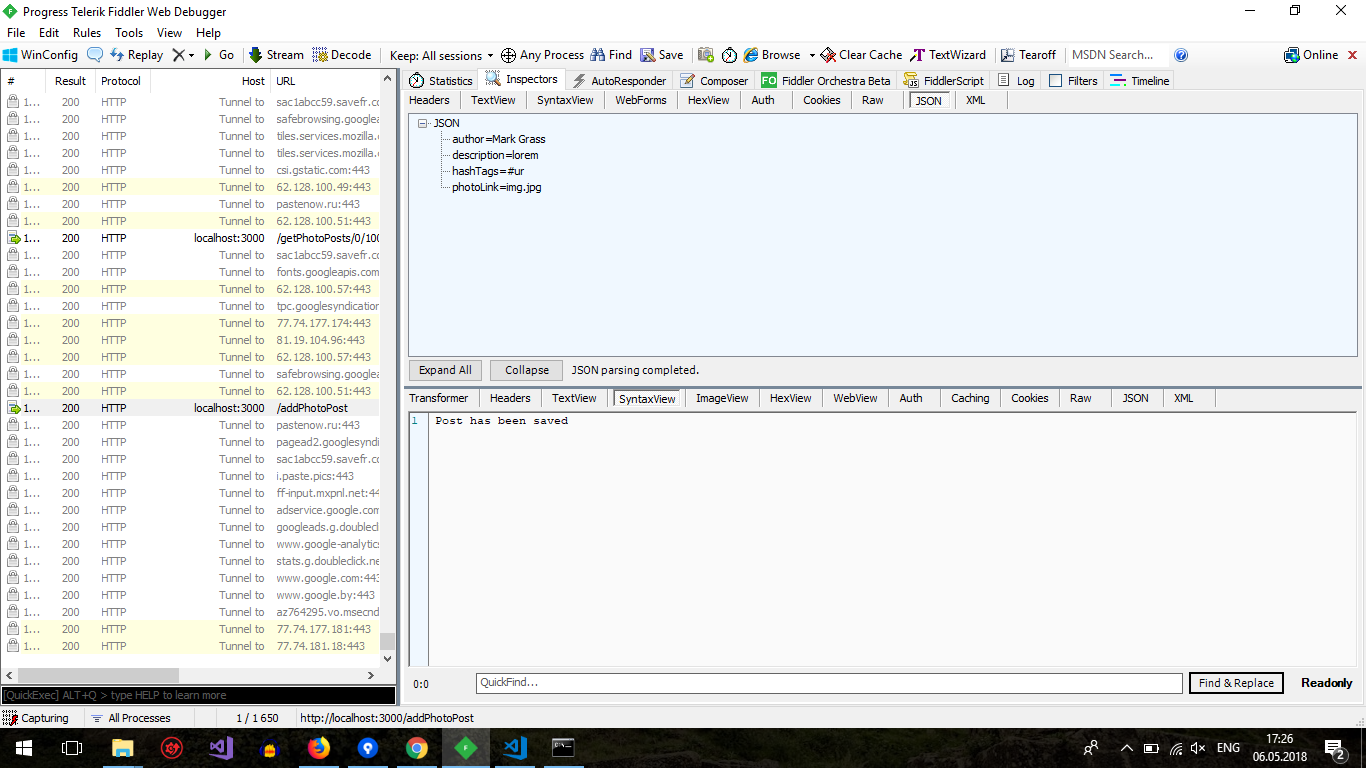 Progress Telerik Fiddler Web Debugger
File Edit Rules Tools View Help
WinConfig Replay Go Stream Decode Keep: All sessions Any Process Find Save Browse Clear Cache TextWizard Tearoff MSDN Search... Online
# Result Protocol Host URL
1... 200 HTTP Tunnel to sac1abcc59.savefr.co
1... 200 HTTP Tunnel to safebrowsing.googlea
1... 200 HTTP Tunnel to tiles.services.mozilla.
1... 200 HTTP Tunnel to tiles.services.mozilla.
1... 200 HTTP Tunnel to csi.gstatic.com:443
1... 200 HTTP Tunnel to 62.128.100.49:443
1... 200 HTTP Tunnel to pastenow.ru:443
1... 200 HTTP Tunnel to 62.128.100.51:443
1... 200 HTTP localhost:3000 /getPhotoPosts/0/100
1... 200 HTTP Tunnel to sac1abcc59.savefr.co
1... 200 HTTP Tunnel to fonts.googleapis.com
1... 200 HTTP Tunnel to 62.128.100.57:443
1... 200 HTTP Tunnel to tpc.googlesyndication
1... 200 HTTP Tunnel to 77.74.177.174:443
1... 200 HTTP Tunnel to 81.19.104.96:443
1... 200 HTTP Tunnel to 62.128.100.57:443
1... 200 HTTP Tunnel to safebrowsing.googlea
1... 200 HTTP Tunnel to 62.128.100.51:443
1... 200 HTTP localhost:3000 /addPhotoPost
1... 200 HTTP Tunnel to pastenow.ru:443
1... 200 HTTP Tunnel to pagead2.googlesyndi
1... 200 HTTP Tunnel to sac1abcc59.savefr.co
1... 200 HTTP Tunnel to i.paste.pics:443
1... 200 HTTP Tunnel to ff-input.mxpnl.net:44
1... 200 HTTP Tunnel to adservice.google.com
1... 200 HTTP Tunnel to googleads.g.doublecl
1... 200 HTTP Tunnel to www.google-analytics
1... 200 HTTP Tunnel to stats.g.doubleclick.ne
1... 200 HTTP Tunnel to www.google.com:443
1... 200 HTTP Tunnel to www.google.by:443
1... 200 HTTP Tunnel to az764295.vo.msecnd
1... 200 HTTP Tunnel to 77.74.177.181:443
1... 200 HTTP Tunnel to 77.74.181.18:443
[QuickExec] ALT+Q > type HELP to learn more
Statistics Inspectors AutoResponder Composer FO Fiddler Orchestra Beta JS FiddlerScript Log Filters Timeline
Headers TextView SyntaxView WebForms HexView Auth Cookies Raw JSON XML
JSON
author=Mark Grass
description=lorem
hashTags=#ur
photoLink=img.jpg
Expand All Collapse JSON parsing completed.
Transformer Headers TextView SyntaxView ImageView HexView WebView Auth Caching Cookies Raw JSON XML
1 Post has been saved
0:0 QuickFind... Find & Replace Readonly
Capturing All Processes 1 / 1 650 http://localhost:3000/addPhotoPost
ENG 17:26
06.05.2018
2